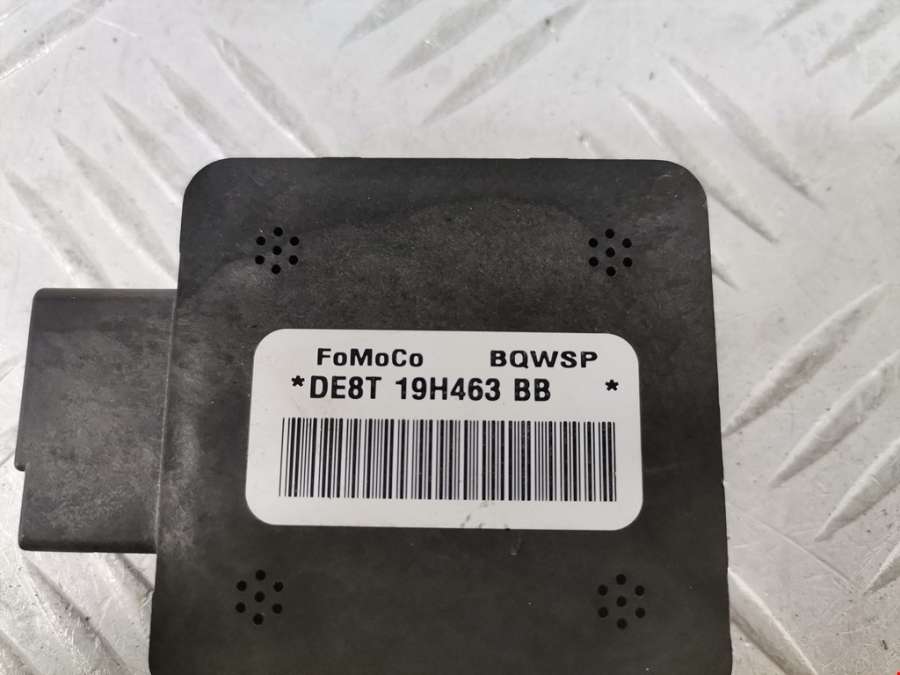 FoMoCo BQWSP
*DE8T 19H463 BB *